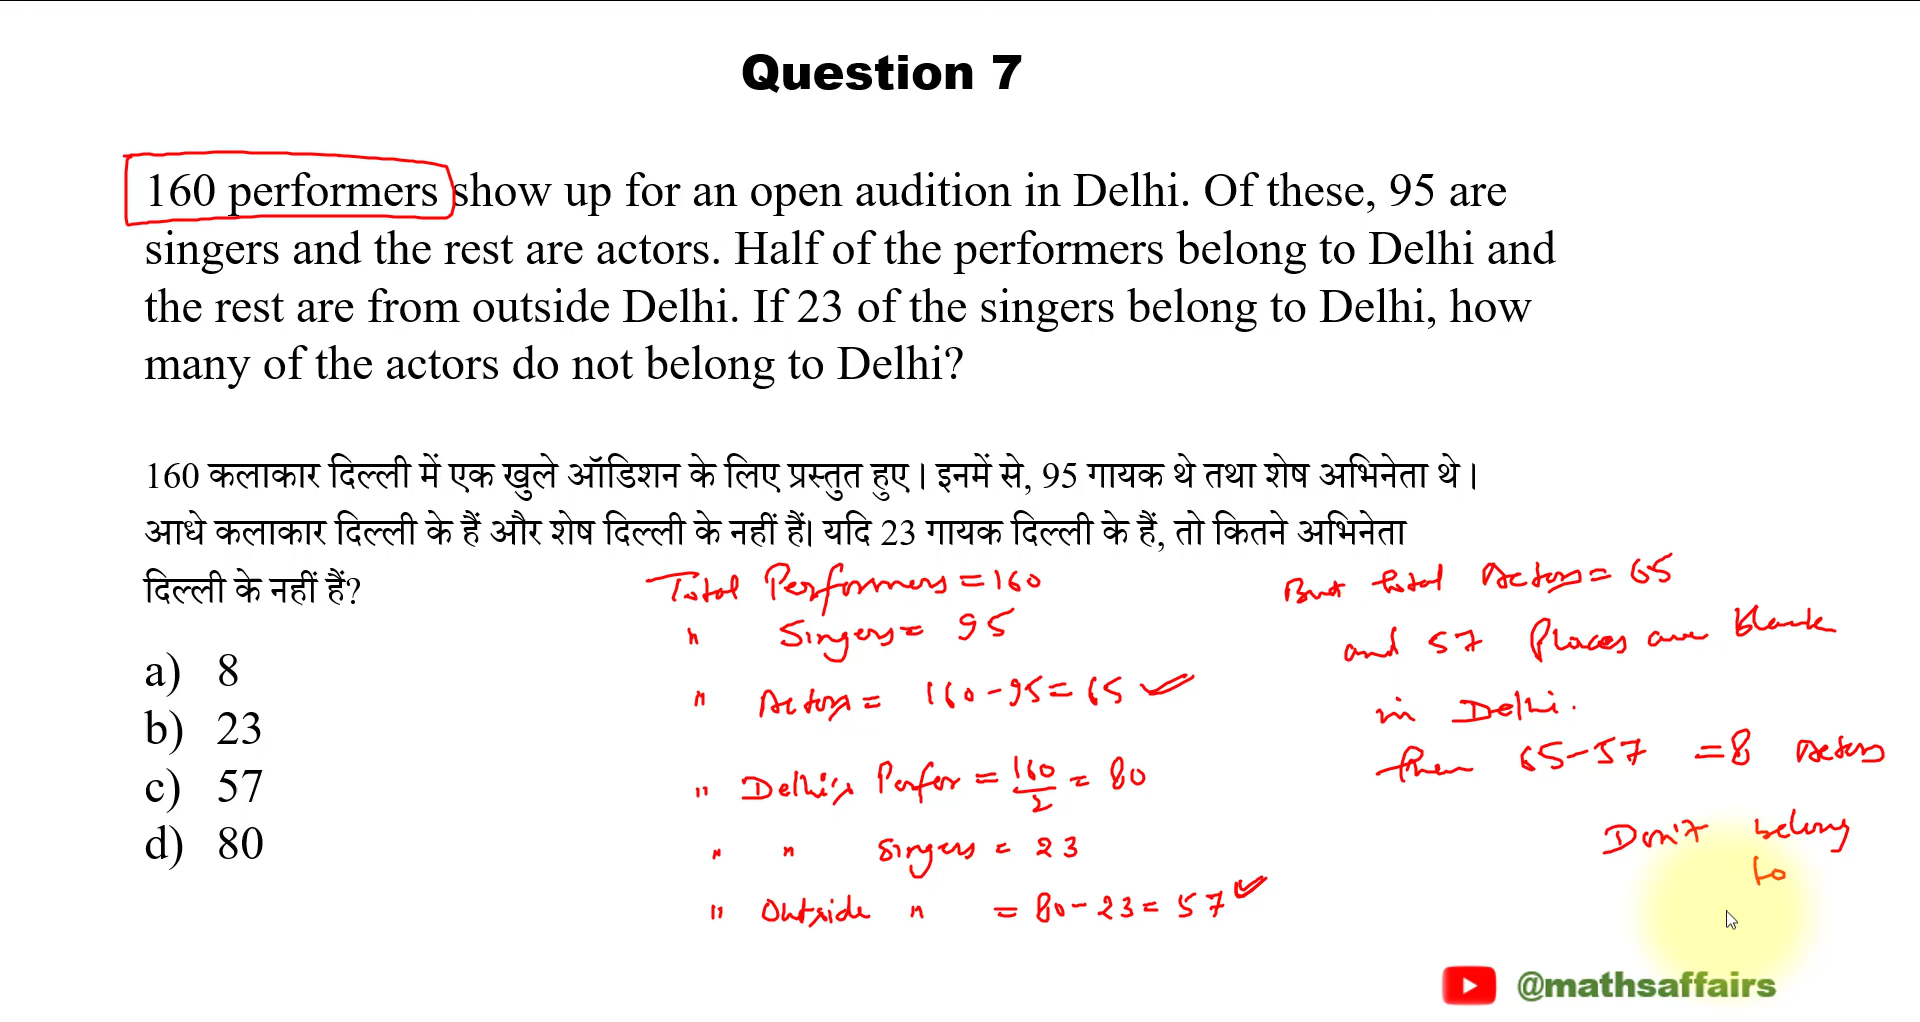 Question 7
160 performers show up for an open audition in Delhi. Of these, 95 are
singers and the rest are actors. Half of the performers belong to Delhi and
the rest are from outside Delhi. If 23 of the singers belong to Delhi, how
many of the actors do not belong to Delhi?
160 कलाकार दिल्ली में एक खुले ऑडिशन के लिए प्रस्तुत हुए। इनमें से, 95 गायक थे तथा शेष अभिनेता थे।
आधे कलाकार दिल्ली के हैं और शेष दिल्ली के नहीं हैं। यदि 23 गायक दिल्ली के हैं, तो कितने अभिनेता
दिल्ली के नहीं हैं?
a) 8
b) 23
c) 57
d) 80
Total Performers = 160
" Singers = 95
" Actors = 160 - 95 = 65 ✓
" Delhi's Perfor = 160/2 = 80
" " Singers = 23
" Outside " = 80 - 23 = 57 ✓
But total Actors = 65
and 57 Places are blank
in Delhi.
then 65 - 57 = 8 Actors
Don't belong
to
@mathsaffairs